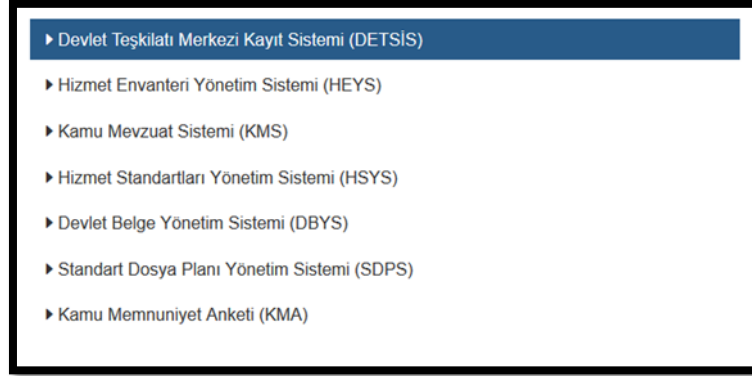 Devlet Teşkilatı Merkezi Kayıt Sistemi (DETSİS)
Hizmet Envanteri Yönetim Sistemi (HEYS)
Kamu Mevzuat Sistemi (KMS)
Hizmet Standartları Yönetim Sistemi (HSYS)
Devlet Belge Yönetim Sistemi (DBYS)
Standart Dosya Planı Yönetim Sistemi (SDPS)
Kamu Memnuniyet Anketi (KMA)